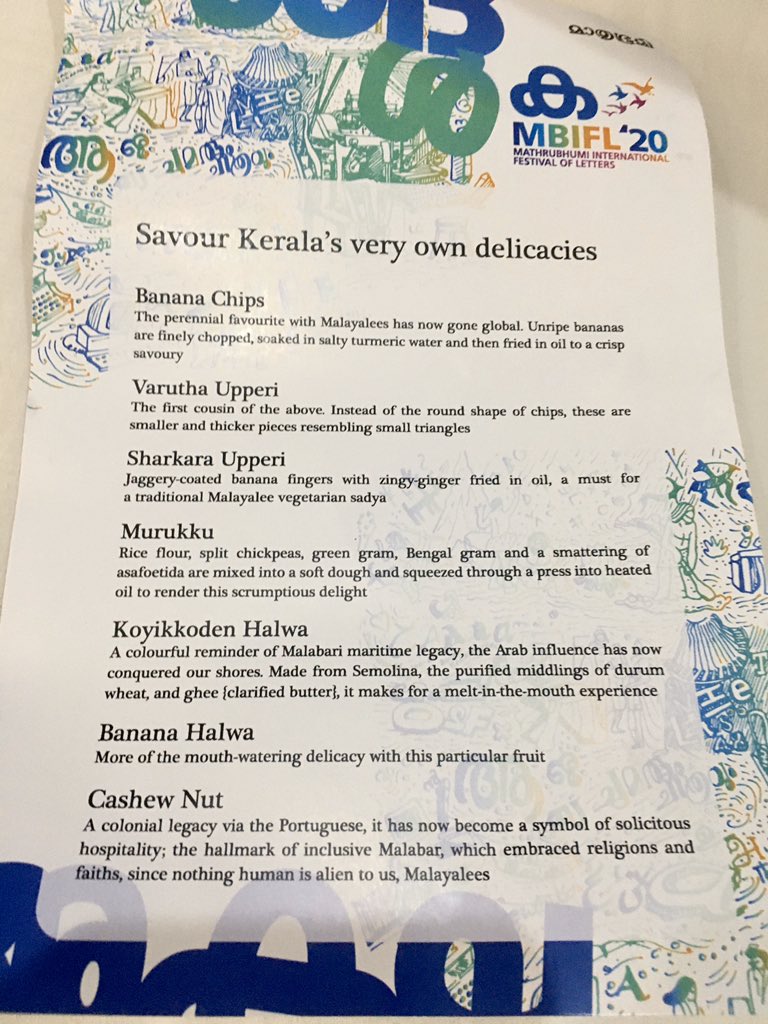 മാതൃഭൂമി
ക
MBIFL'20
MATHRUBHUMI INTERNATIONAL
FESTIVAL OF LETTERS
Savour Kerala's very own delicacies
Banana Chips
The perennial favourite with Malayalees has now gone global. Unripe bananas
are finely chopped, soaked in salty turmeric water and then fried in oil to a crisp
savoury
Varutha Upperi
The first cousin of the above. Instead of the round shape of chips, these are
smaller and thicker pieces resembling small triangles
Sharkara Upperi
Jaggery-coated banana fingers with zingy-ginger fried in oil, a must for
a traditional Malayalee vegetarian sadya
Murukku
Rice flour, split chickpeas, green gram, Bengal gram and a smattering of
asafoetida are mixed into a soft dough and squeezed through a press into heated
oil to render this scrumptious delight
Koyikkoden Halwa
A colourful reminder of Malabari maritime legacy, the Arab influence has now
conquered our shores. Made from Semolina, the purified middlings of durum
wheat, and ghee {clarified butter}, it makes for a melt-in-the-mouth experience
Banana Halwa
More of the mouth-watering delicacy with this particular fruit
Cashew Nut
A colonial legacy via the Portuguese, it has now become a symbol of solicitous
hospitality; the hallmark of inclusive Malabar, which embraced religions and
faiths, since nothing human is alien to us, Malayalees